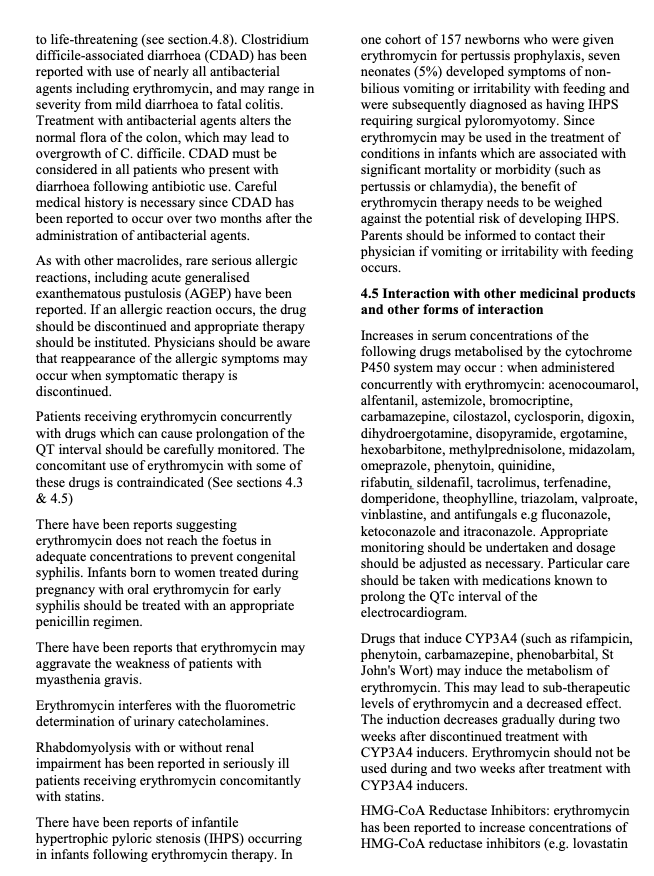 to life-threatening (see section.4.8). Clostridium
difficile-associated diarrhoea (CDAD) has been
reported with use of nearly all antibacterial
agents including erythromycin, and may range in
severity from mild diarrhoea to fatal colitis.
Treatment with antibacterial agents alters the
normal flora of the colon, which may lead to
overgrowth of C. difficile. CDAD must be
considered in all patients who present with
diarrhoea following antibiotic use. Careful
medical history is necessary since CDAD has
been reported to occur over two months after the
administration of antibacterial agents.
As with other macrolides, rare serious allergic
reactions, including acute generalised
exanthematous pustulosis (AGEP) have been
reported. If an allergic reaction occurs, the drug
should be discontinued and appropriate therapy
should be instituted. Physicians should be aware
that reappearance of the allergic symptoms may
occur when symptomatic therapy is
discontinued.
Patients receiving erythromycin concurrently
with drugs which can cause prolongation of the
QT interval should be carefully monitored. The
concomitant use of erythromycin with some of
these drugs is contraindicated (See sections 4.3
& 4.5)
There have been reports suggesting
erythromycin does not reach the foetus in
adequate concentrations to prevent congenital
syphilis. Infants born to women treated during
pregnancy with oral erythromycin for early
syphilis should be treated with an appropriate
penicillin regimen.
There have been reports that erythromycin may
aggravate the weakness of patients with
myasthenia gravis.
Erythromycin interferes with the fluorometric
determination of urinary catecholamines.
Rhabdomyolysis with or without renal
impairment has been reported in seriously ill
patients receiving erythromycin concomitantly
with statins.
There have been reports of infantile
hypertrophic pyloric stenosis (IHPS) occurring
in infants following erythromycin therapy. In
one cohort of 157 newborns who were given
erythromycin for pertussis prophylaxis, seven
neonates (5%) developed symptoms of non-
bilious vomiting or irritability with feeding and
were subsequently diagnosed as having IHPS
requiring surgical pyloromyotomy. Since
erythromycin may be used in the treatment of
conditions in infants which are associated with
significant mortality or morbidity (such as
pertussis or chlamydia), the benefit of
erythromycin therapy needs to be weighed
against the potential risk of developing IHPS.
Parents should be informed to contact their
physician if vomiting or irritability with feeding
occurs.
4.5 Interaction with other medicinal products
and other forms of interaction
Increases in serum concentrations of the
following drugs metabolised by the cytochrome
P450 system may occur : when administered
concurrently with erythromycin: acenocoumarol,
alfentanil, astemizole, bromocriptine,
carbamazepine, cilostazol, cyclosporin, digoxin,
dihydroergotamine, disopyramide, ergotamine,
hexobarbitone, methylprednisolone, midazolam,
omeprazole, phenytoin, quinidine,
rifabutin, sildenafil, tacrolimus, terfenadine,
domperidone, theophylline, triazolam, valproate,
vinblastine, and antifungals e.g fluconazole,
ketoconazole and itraconazole. Appropriate
monitoring should be undertaken and dosage
should be adjusted as necessary. Particular care
should be taken with medications known to
prolong the QTc interval of the
electrocardiogram.
Drugs that induce CYP3A4 (such as rifampicin,
phenytoin, carbamazepine, phenobarbital, St
John's Wort) may induce the metabolism of
erythromycin. This may lead to sub-therapeutic
levels of erythromycin and a decreased effect.
The induction decreases gradually during two
weeks after discontinued treatment with
CYP3A4 inducers. Erythromycin should not be
used during and two weeks after treatment with
CYP3A4 inducers.
HMG-CoA Reductase Inhibitors: erythromycin
has been reported to increase concentrations of
HMG-CoA reductase inhibitors (e.g. lovastatin